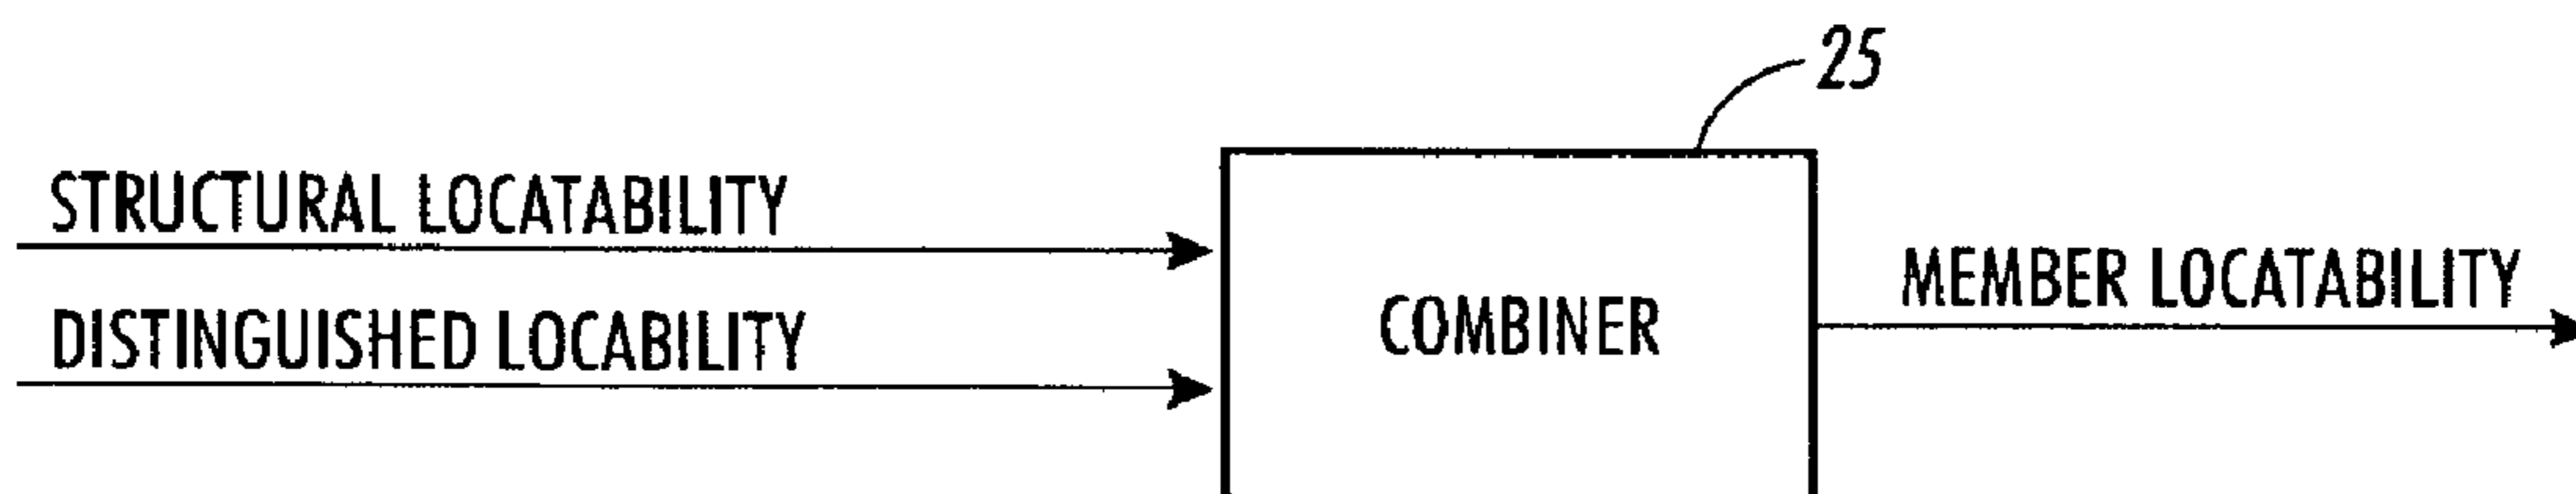 25
STRUCTURAL LOCATABILITY
DISTINGUISHED LOCABILITY
COMBINER
MEMBER LOCATABILITY